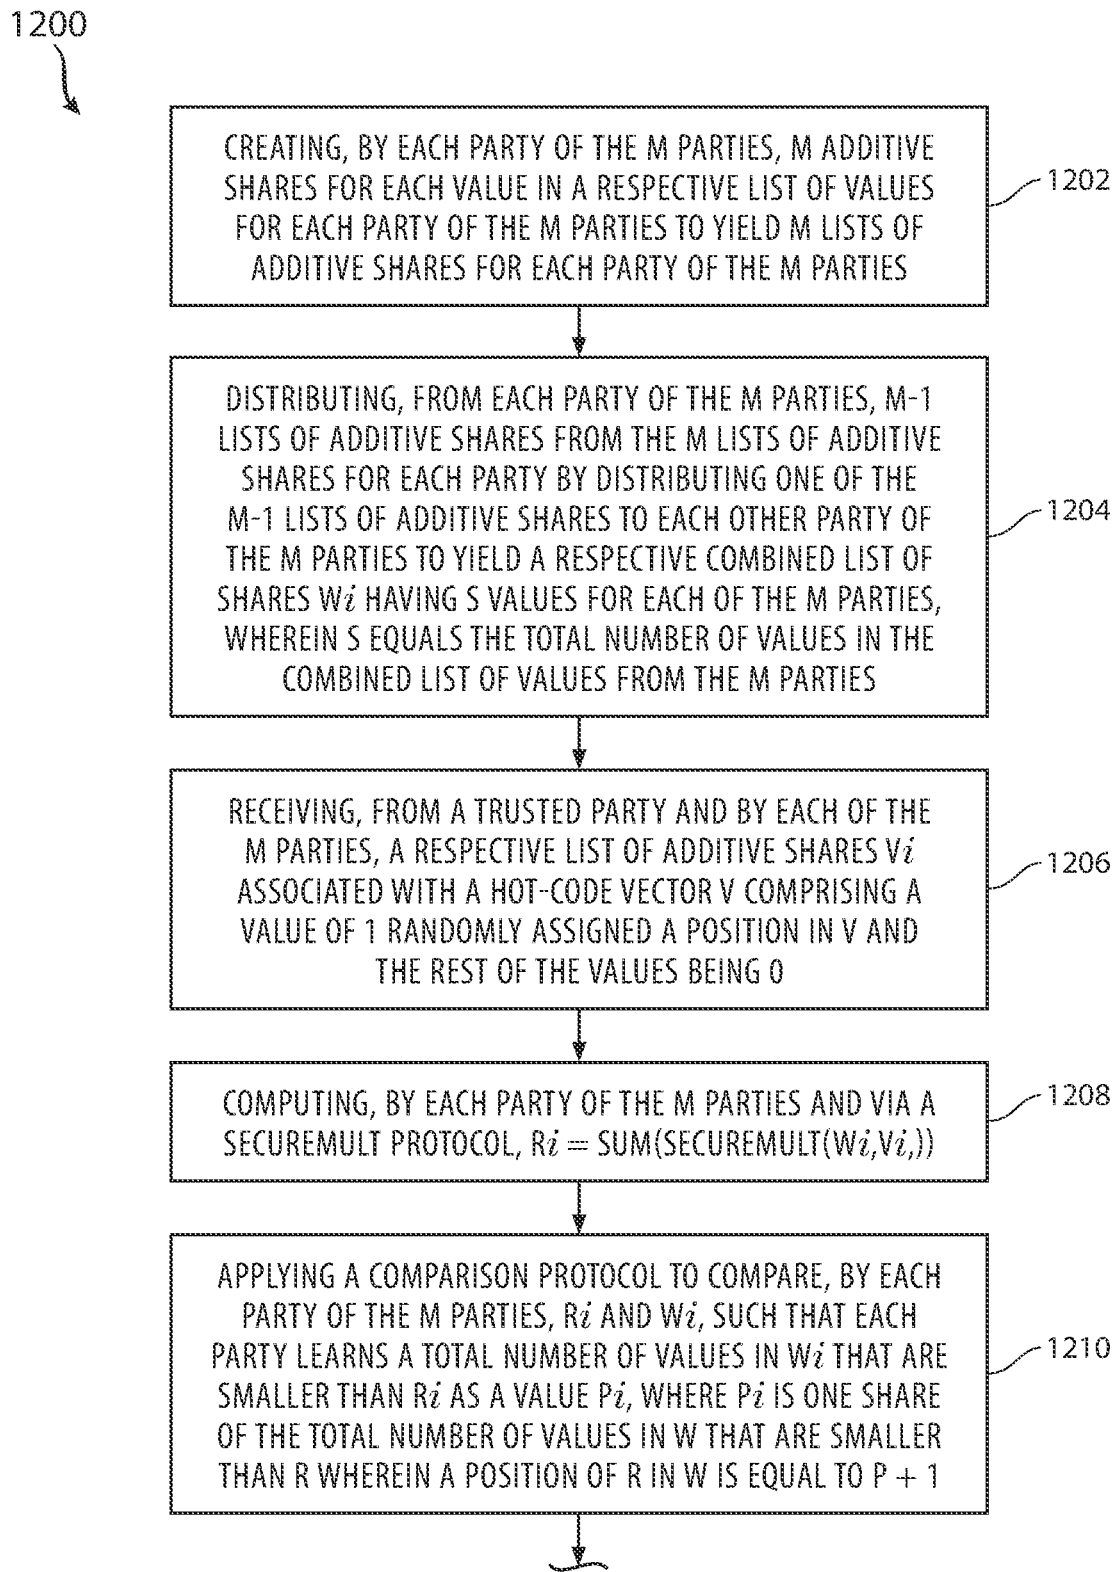 1200
CREATING, BY EACH PARTY OF THE M PARTIES, M ADDITIVE
SHARES FOR EACH VALUE IN A RESPECTIVE LIST OF VALUES
FOR EACH PARTY OF THE M PARTIES TO YIELD M LISTS OF
ADDITIVE SHARES FOR EACH PARTY OF THE M PARTIES
1202
DISTRIBUTING, FROM EACH PARTY OF THE M PARTIES, M-1
LISTS OF ADDITIVE SHARES FROM THE M LISTS OF ADDITIVE
SHARES FOR EACH PARTY BY DISTRIBUTING ONE OF THE
M-1 LISTS OF ADDITIVE SHARES TO EACH OTHER PARTY OF
THE M PARTIES TO YIELD A RESPECTIVE COMBINED LIST OF
SHARES Wi HAVING S VALUES FOR EACH OF THE M PARTIES,
WHEREIN S EQUALS THE TOTAL NUMBER OF VALUES IN THE
COMBINED LIST OF VALUES FROM THE M PARTIES
1204
RECEIVING, FROM A TRUSTED PARTY AND BY EACH OF THE
M PARTIES, A RESPECTIVE LIST OF ADDITIVE SHARES Vi
ASSOCIATED WITH A HOT-CODE VECTOR V COMPRISING A
VALUE OF 1 RANDOMLY ASSIGNED A POSITION IN V AND
THE REST OF THE VALUES BEING 0
1206
COMPUTING, BY EACH PARTY OF THE M PARTIES AND VIA A
SECUREMULT PROTOCOL, Ri = SUM(SECUREMULT(Wi,Vi,))
1208
APPLYING A COMPARISON PROTOCOL TO COMPARE, BY EACH
PARTY OF THE M PARTIES, Ri AND Wi, SUCH THAT EACH
PARTY LEARNS A TOTAL NUMBER OF VALUES IN Wi THAT ARE
SMALLER THAN Ri AS A VALUE Pi, WHERE Pi IS ONE SHARE
OF THE TOTAL NUMBER OF VALUES IN W THAT ARE SMALLER
THAN R WHEREIN A POSITION OF R IN W IS EQUAL TO P + 1
1210